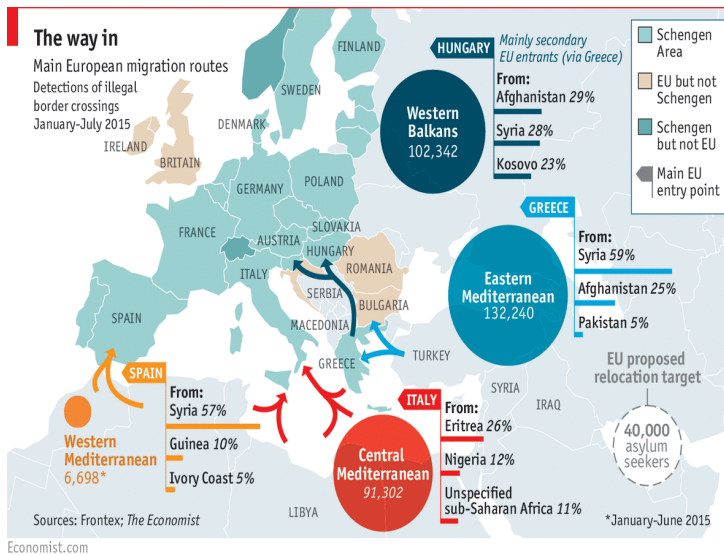 The way in
Main European migration routes
Detections of illegal
border crossings
January-July 2015
HUNGARY
Mainly secondary
EU entrants (via Greece)
Western
Balkans
102,342
From:
Afghanistan 29%
Syria 28%
Kosovo 23%
Schengen
Area
EU but not
Schengen
Schengen
but not EU
Main EU
entry point
FINLAND
SWEDEN
DENMARK
IRELAND
BRITAIN
GERMANY
POLAND
FRANCE
SLOVAKIA
AUSTRIA
HUNGARY
ITALY
ROMANIA
SERBIA
BULGARIA
SPAIN
MACEDONIA
GREECE
TURKEY
SYRIA
IRAQ
LIBYA
GREECE
Eastern
Mediterranean
132,240
From:
Syria 59%
Afghanistan 25%
Pakistan 5%
SPAIN
Western
Mediterranean
6,698*
From:
Syria 57%
Guinea 10%
Ivory Coast 5%
ITALY
Central
Mediterranean
91,302
From:
Eritrea 26%
Nigeria 12%
Unspecified
sub-Saharan Africa 11%
EU proposed
relocation target
40,000
asylum
seekers
Sources: Frontex; The Economist
*January-June 2015
Economist.com